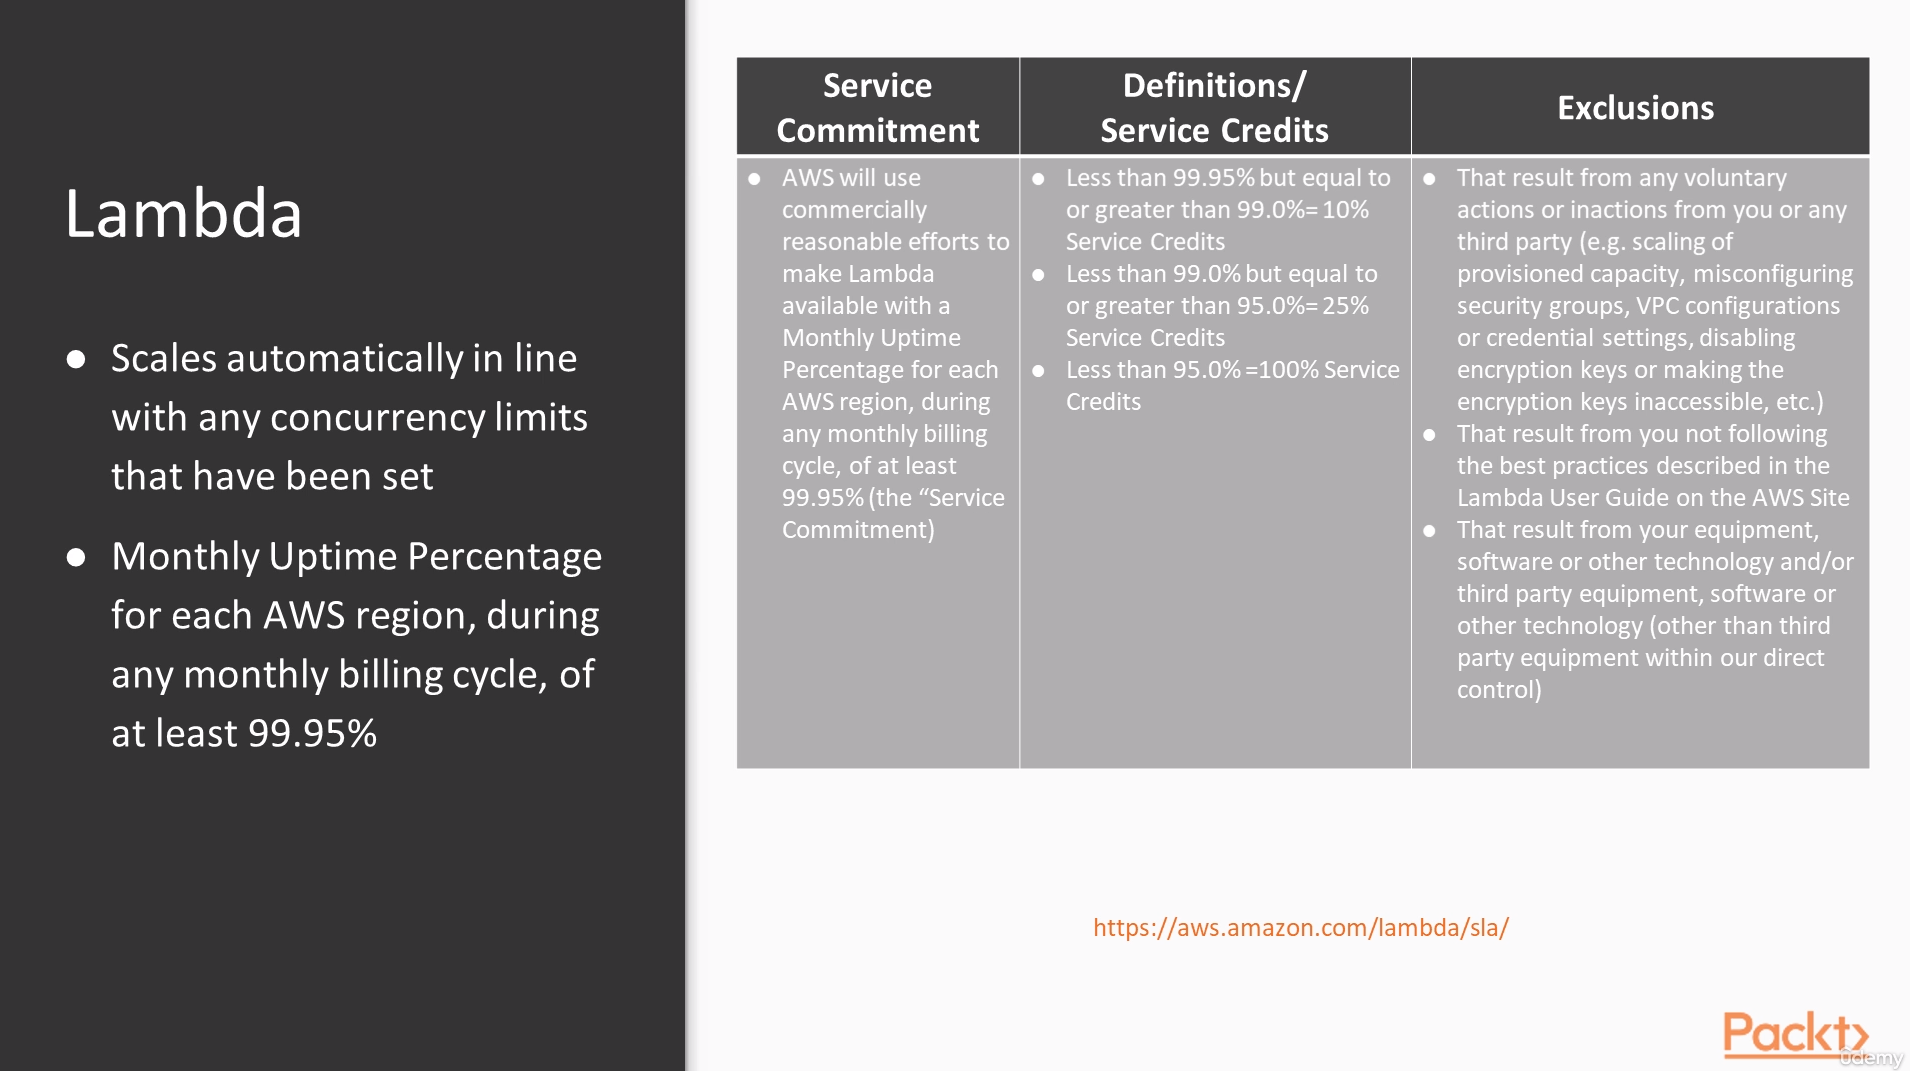 Lambda
● Scales automatically in line
with any concurrency limits
that have been set
● Monthly Uptime Percentage
for each AWS region, during
any monthly billing cycle, of
at least 99.95%
Service
Commitment
Definitions/
Service Credits
Exclusions
● AWS will use
commercially
reasonable efforts to
make Lambda
available with a
Monthly Uptime
Percentage for each
AWS region, during
any monthly billing
cycle, of at least
99.95% (the “Service
Commitment)
● Less than 99.95% but equal to
or greater than 99.0%= 10%
Service Credits
● Less than 99.0% but equal to
or greater than 95.0%= 25%
Service Credits
● Less than 95.0% =100% Service
Credits
● That result from any voluntary
actions or inactions from you or any
third party (e.g. scaling of
provisioned capacity, misconfiguring
security groups, VPC configurations
or credential settings, disabling
encryption keys or making the
encryption keys inaccessible, etc.)
● That result from you not following
the best practices described in the
Lambda User Guide on the AWS Site
● That result from your equipment,
software or other technology and/or
third party equipment, software or
other technology (other than third
party equipment within our direct
control)
https://aws.amazon.com/lambda/sla/
Packt
ûdemy